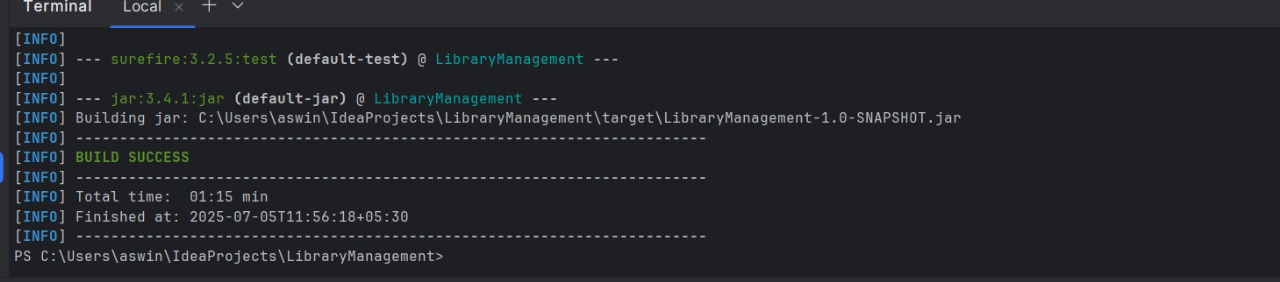 Terminal Local × +
[INFO]
[INFO] --- surefire:3.2.5:test (default-test) @ LibraryManagement ---
[INFO]
[INFO] --- jar:3.4.1:jar (default-jar) @ LibraryManagement ---
[INFO] Building jar: C:\Users\aswin\IdeaProjects\LibraryManagement\target\LibraryManagement-1.0-SNAPSHOT.jar
[INFO] ------------------------------------------------------------------------
[INFO] BUILD SUCCESS
[INFO] ------------------------------------------------------------------------
[INFO] Total time:  01:15 min
[INFO] Finished at: 2025-07-05T11:56:18+05:30
[INFO] ------------------------------------------------------------------------
PS C:\Users\aswin\IdeaProjects\LibraryManagement>